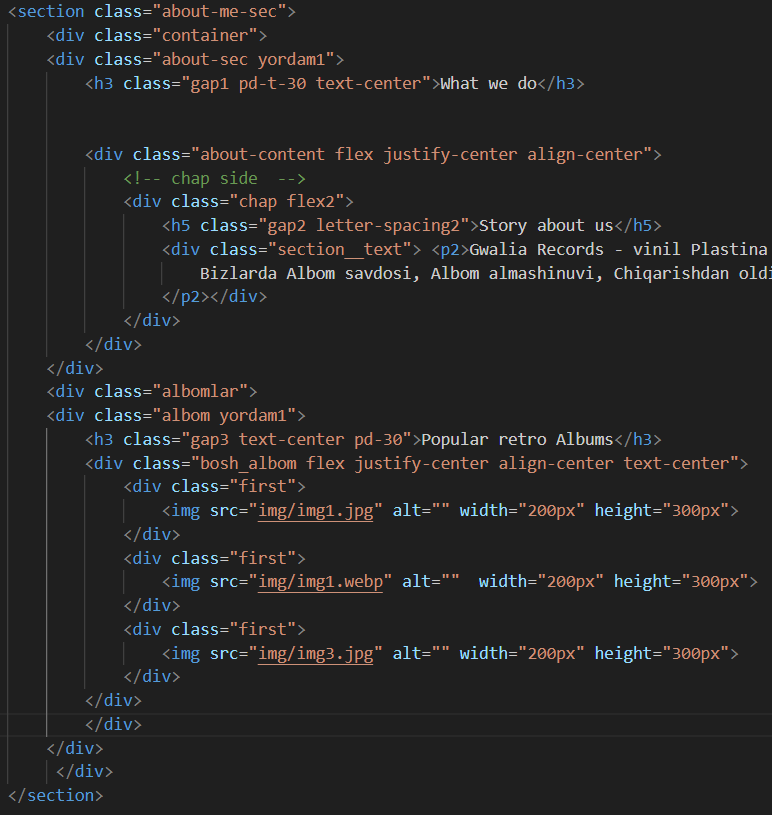 <section class="about-me-sec">
<div class="container">
<div class="about-sec yordam1">
<h3 class="gap1 pd-t-30 text-center">What we do</h3>
<div class="about-content flex justify-center align-center">
<!-- chap side  -->
<div class="chap flex2">
<h5 class="gap2 letter-spacing2">Story about us</h5>
<div class="section__text"> <p2>Gwalia Records - vinil Plastina
Bizlarda Albom savdosi, Albom almashinuvi, Chiqarishdan oldi
</p2></div>
</div>
</div>
</div>
<div class="albomlar">
<div class="albom yordam1">
<h3 class="gap3 text-center pd-30">Popular retro Albums</h3>
<div class="bosh_albom flex justify-center align-center text-center">
<div class="first">
<img src="img/img1.jpg" alt="" width="200px" height="300px">
</div>
<div class="first">
<img src="img/img1.webp" alt=""  width="200px" height="300px">
</div>
<div class="first">
<img src="img/img3.jpg" alt="" width="200px" height="300px">
</div>
</div>
</div>
</div>
</div>
</section>